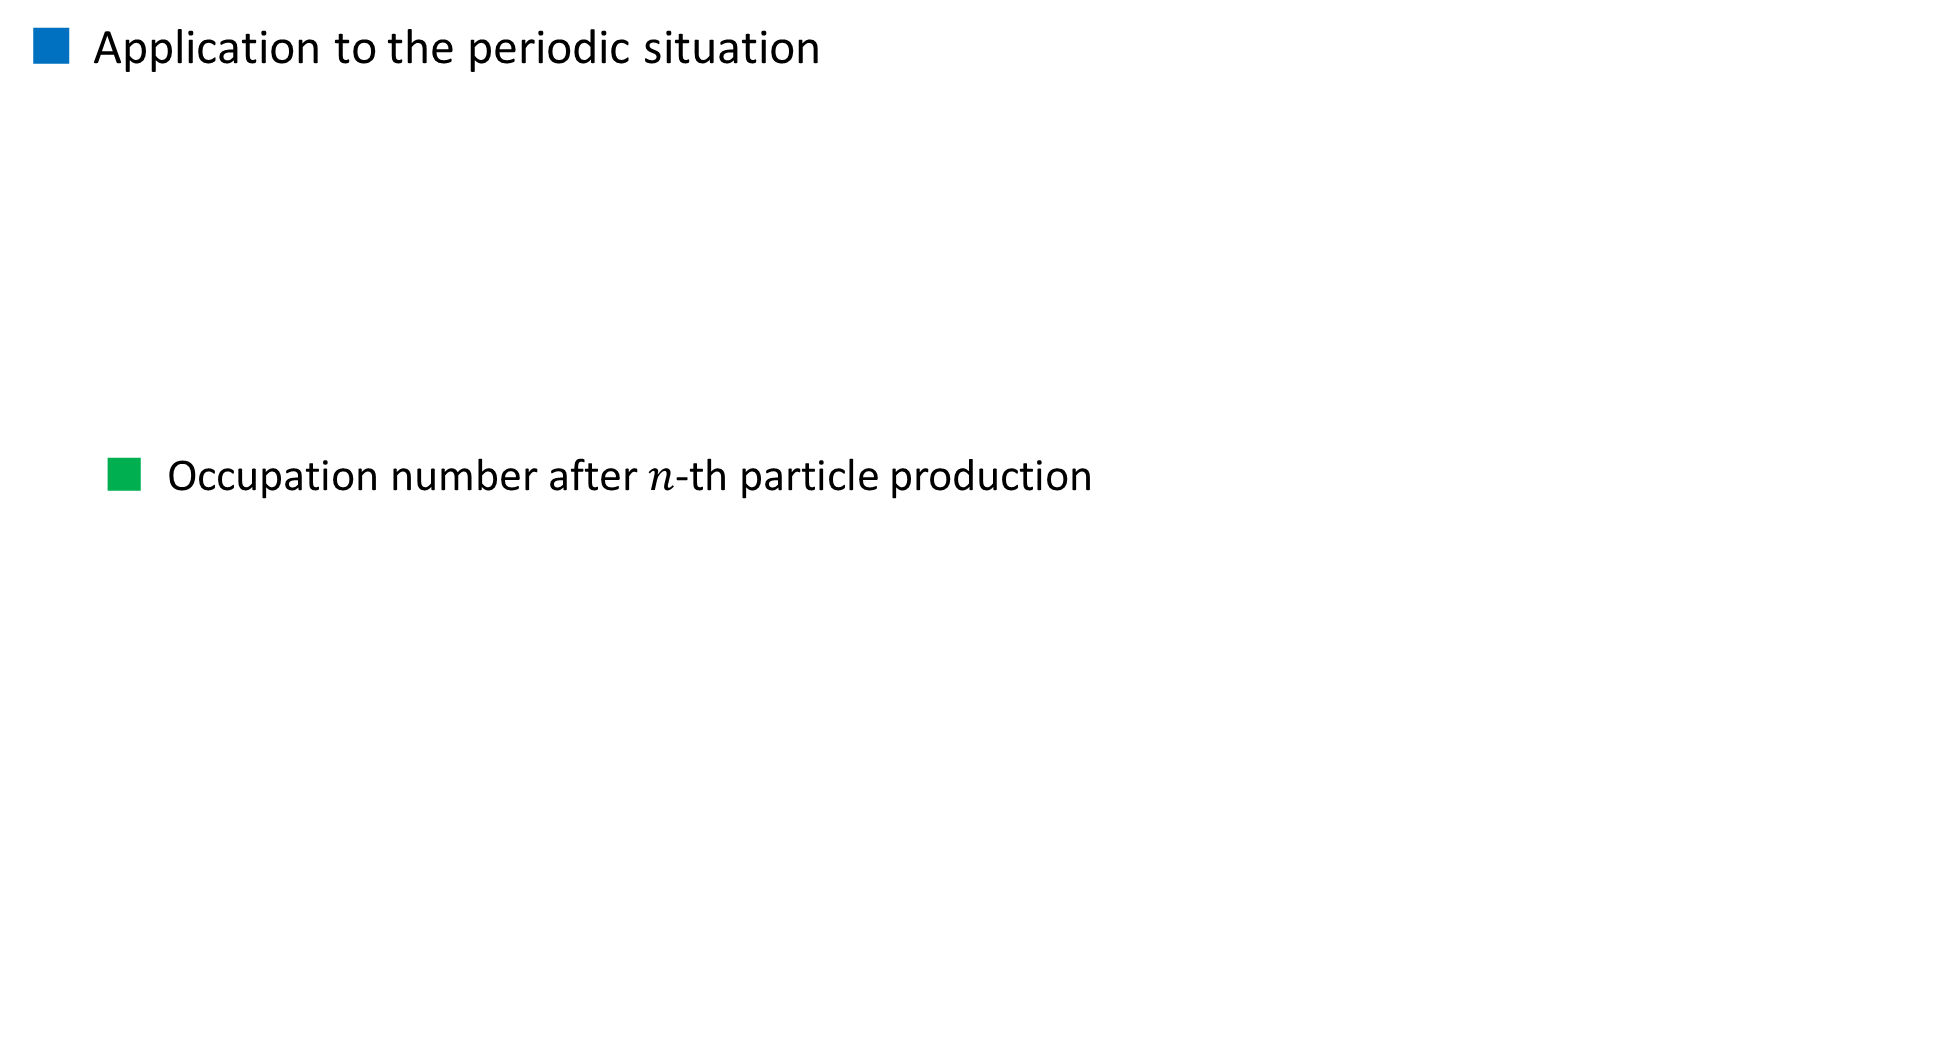 Application to the periodic situation
Occupation number after n-th particle production